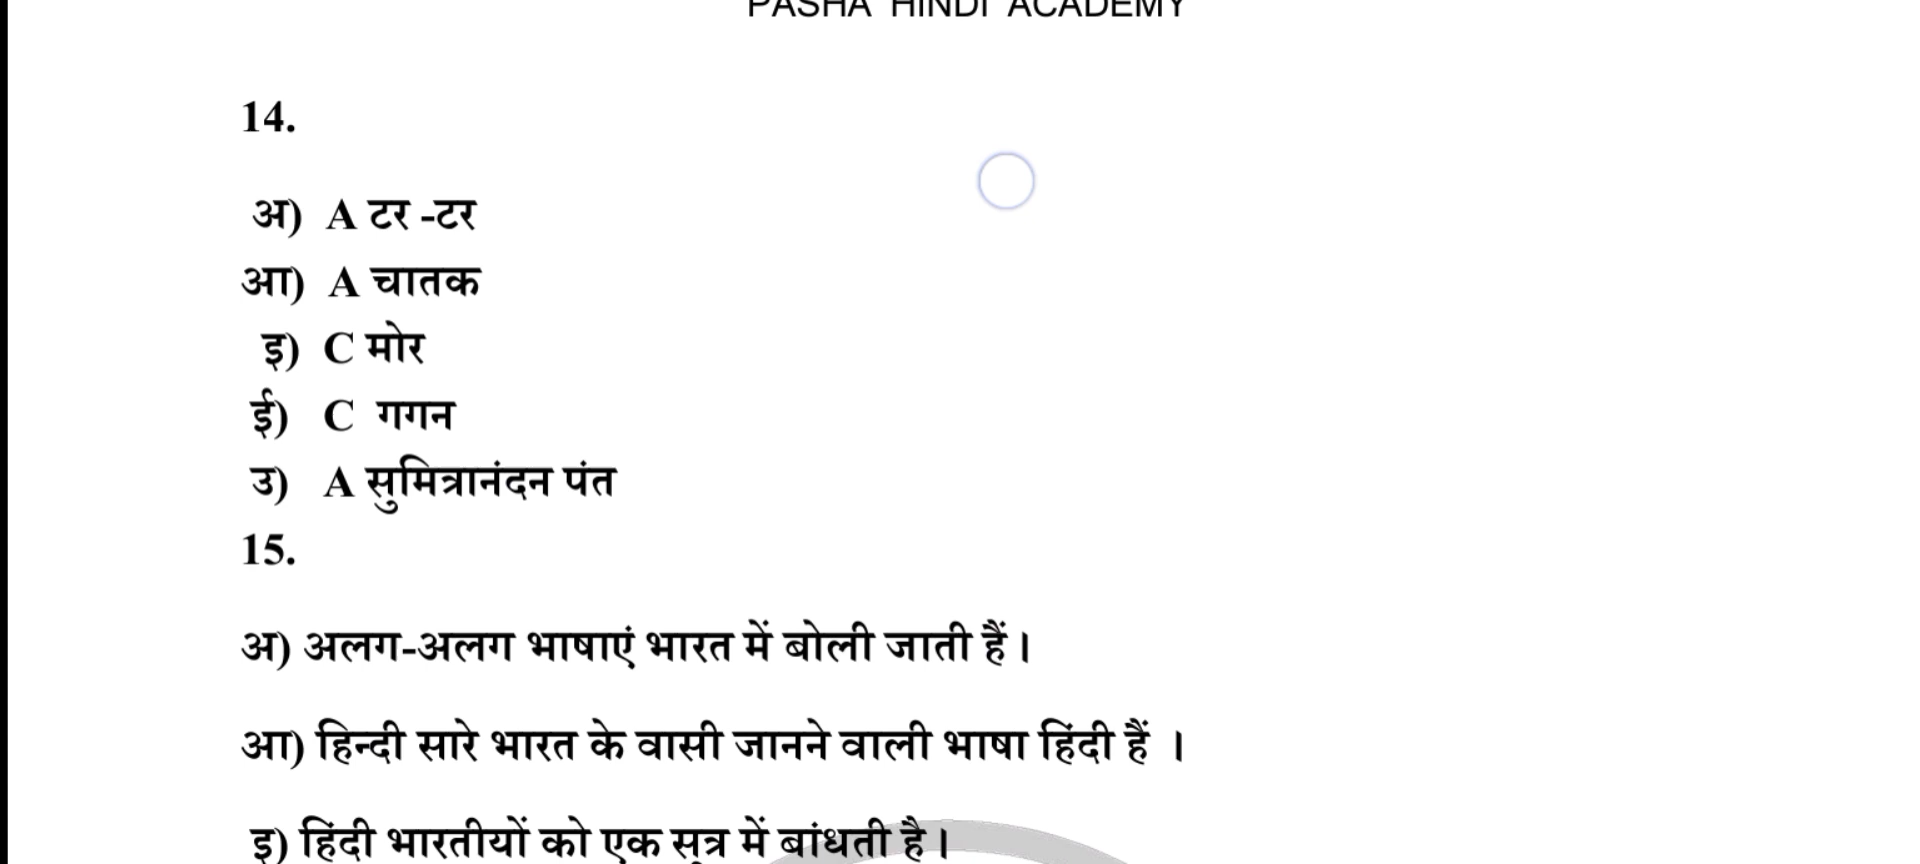 PASHA HINDI ACADEMY
14.
अ) A टर -टर
आ) A चातक
इ) C मोर
ई) C गगन
उ) A सुमित्रानंदन पंत
15.
अ) अलग-अलग भाषाएं भारत में बोली जाती हैं।
आ) हिन्दी सारे भारत के वासी जानने वाली भाषा हिंदी हैं ।
इ) हिंदी भारतीयों को एक सूत्र में बांधती है।